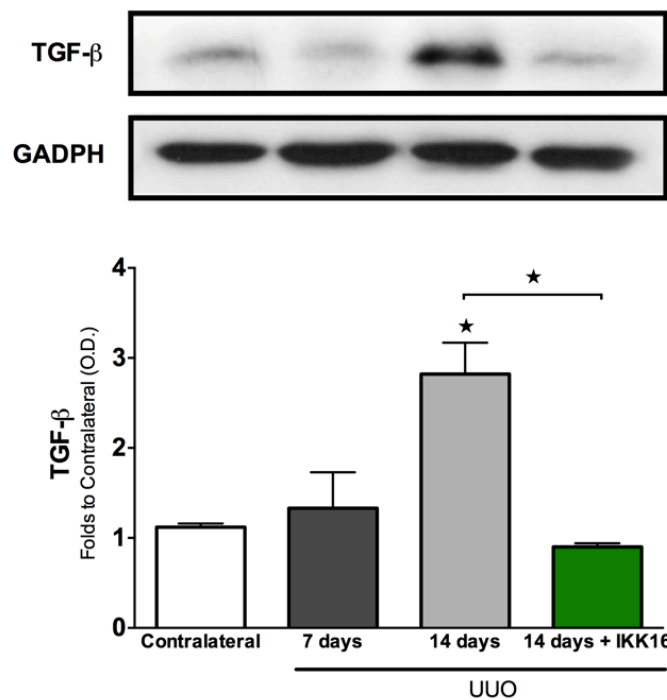 TGF-β
GADPH
4
3
2
1
0
TGF-β
Folds to Contralateral (O.D.)
★
★
Contralateral 7 days 14 days 14 days + IKK16
UUO